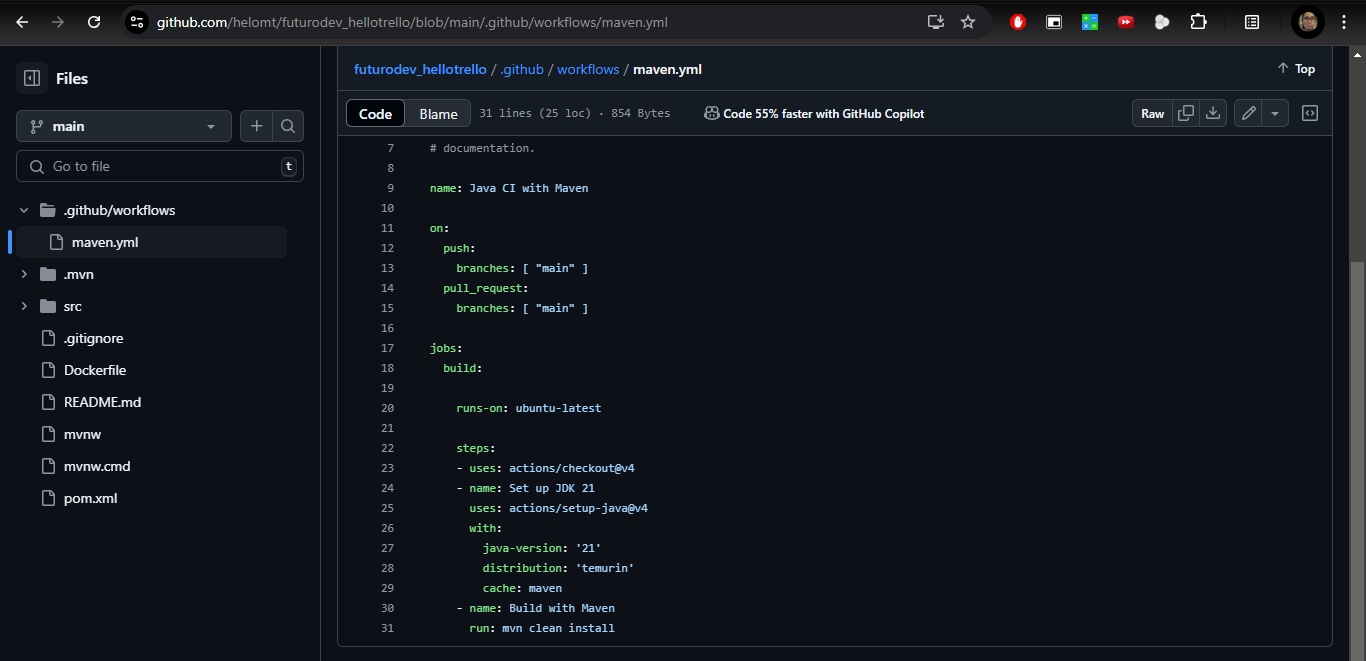 github.com/helomt/futurodev_hellotrello/blob/main/.github/workflows/maven.yml
Files
main
Go to file
t
.github/workflows
maven.yml
.mvn
src
.gitignore
Dockerfile
README.md
mvnw
mvnw.cmd
pom.xml
futurodev_hellotrello / .github / workflows / maven.yml
Top
Code
Blame
31 lines (25 loc) · 854 Bytes
Code 55% faster with GitHub Copilot
Raw
7 # documentation.
8
9 name: Java CI with Maven
10
11 on:
12   push:
13     branches: [ "main" ]
14   pull_request:
15     branches: [ "main" ]
16
17 jobs:
18   build:
19
20     runs-on: ubuntu-latest
21
22     steps:
23     - uses: actions/checkout@v4
24     - name: Set up JDK 21
25       uses: actions/setup-java@v4
26       with:
27         java-version: '21'
28         distribution: 'temurin'
29         cache: maven
30     - name: Build with Maven
31       run: mvn clean install